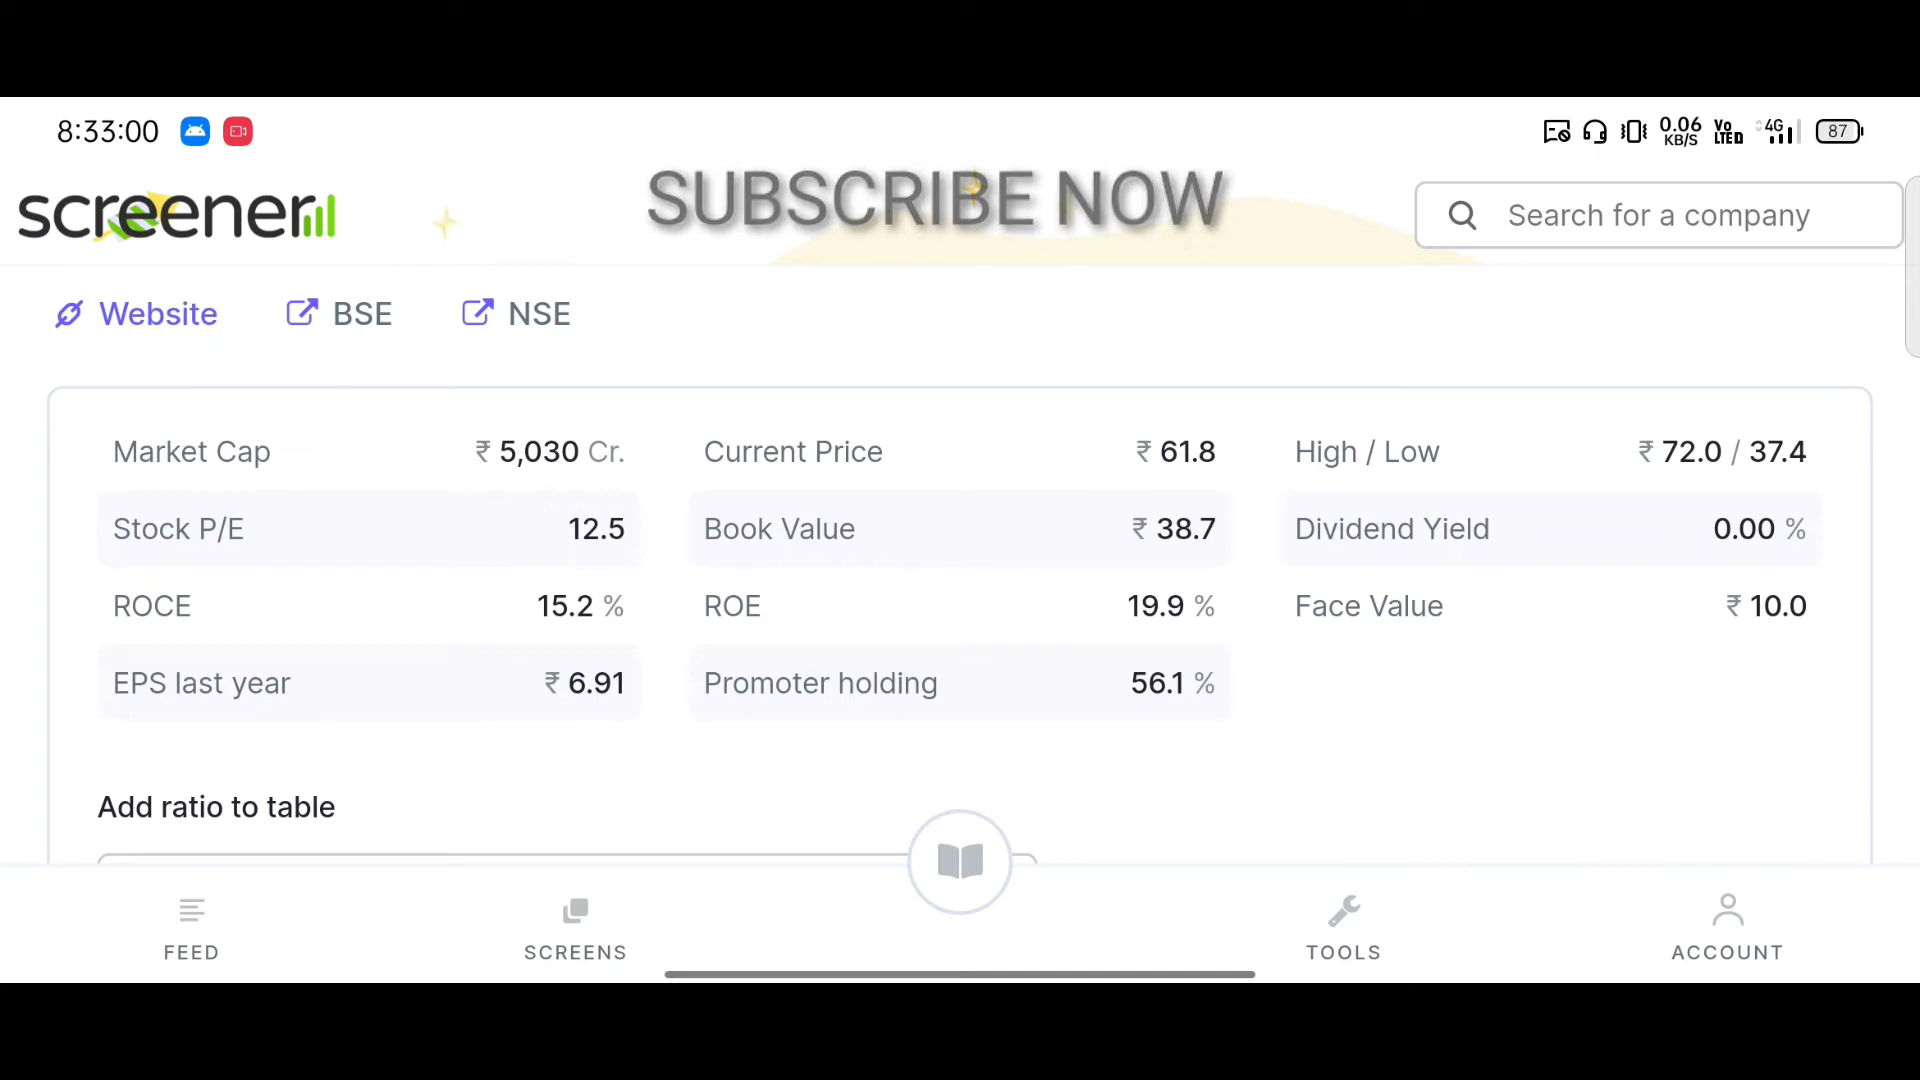 8:33:00 0.06 KB/S Vo LTED 4G 87
screener SUBSCRIBE NOW Search for a company
Website BSE NSE
Market Cap ₹ 5,030 Cr. Current Price ₹ 61.8 High / Low ₹ 72.0 / 37.4
Stock P/E 12.5 Book Value ₹ 38.7 Dividend Yield 0.00 %
ROCE 15.2 % ROE 19.9 % Face Value ₹ 10.0
EPS last year ₹ 6.91 Promoter holding 56.1 %
Add ratio to table
FEED SCREENS TOOLS ACCOUNT